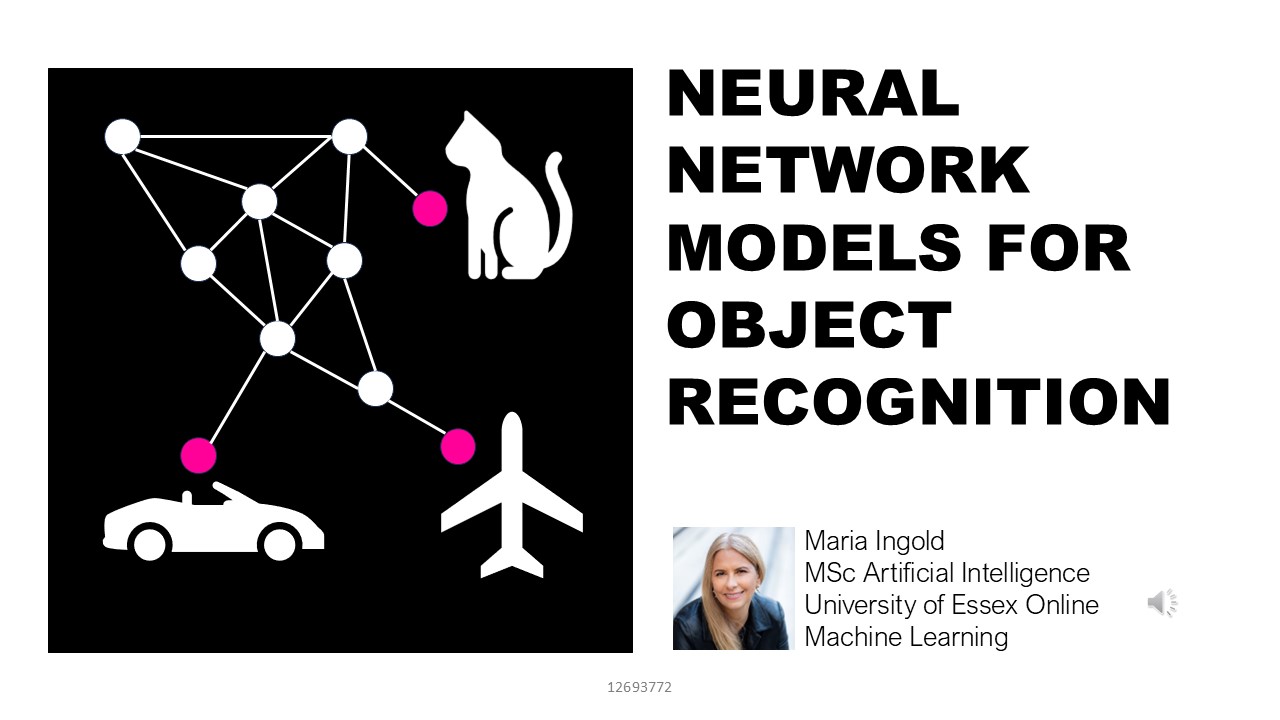 NEURAL
NETWORK
MODELS FOR
OBJECT
RECOGNITION
Maria Ingold
MSc Artificial Intelligence
University of Essex Online
Machine Learning
12693772